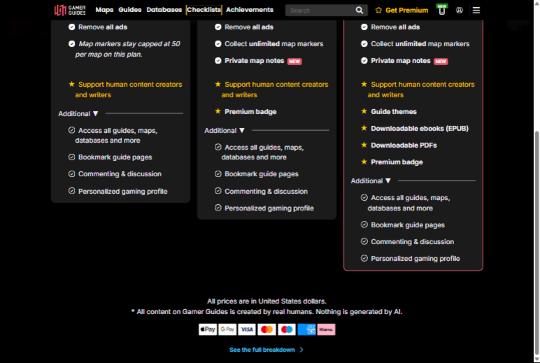 GAMER
GUIDES
Maps Guides Databases Checklists Achievements
Search
Get Premium
NEW
Remove all ads
Map markers stay capped at 50
per map on this plan.
Support human content creators
and writers
Additional ▼
Access all guides, maps,
databases and more
Bookmark guide pages
Commenting & discussion
Personalized gaming profile
Remove all ads
Collect unlimited map markers
Private map notes NEW
Support human content creators
and writers
Premium badge
Additional ▼
Access all guides, maps,
databases and more
Bookmark guide pages
Commenting & discussion
Personalized gaming profile
Remove all ads
Collect unlimited map markers
Private map notes NEW
Support human content creators
and writers
Guide themes
Downloadable ebooks (EPUB)
Downloadable PDFs
Premium badge
Additional ▼
Access all guides, maps,
databases and more
Bookmark guide pages
Commenting & discussion
Personalized gaming profile
All prices are in United States dollars.
* All content on Gamer Guides is created by real humans. Nothing is generated by AI.
Pay G Pay VISA Klarna.
See the full breakdown